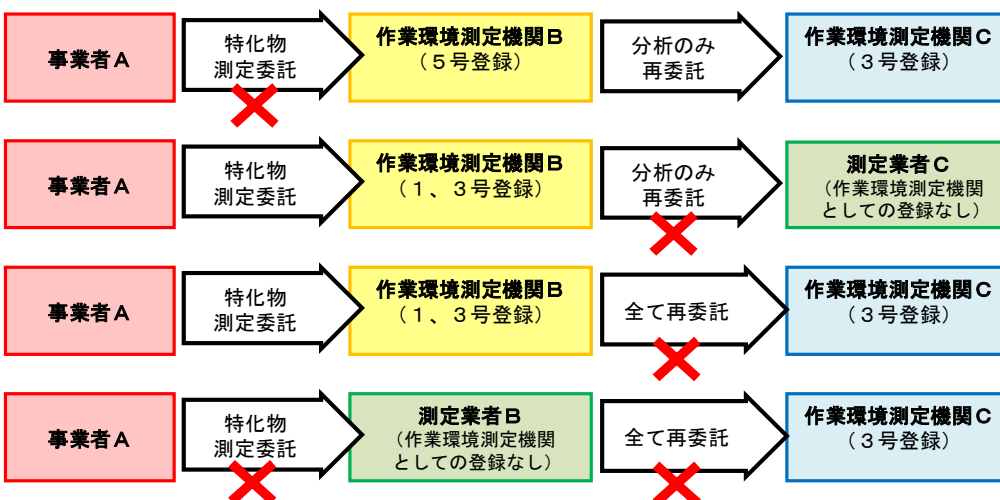 事業者A
特化物
測定委託
作業環境測定機関B
(5号登録)
分析のみ
再委託
作業環境測定機関C
(3号登録)
事業者A
特化物
測定委託
作業環境測定機関B
(1、3号登録)
分析のみ
再委託
測定業者C
(作業環境測定機関
としての登録なし)
事業者A
特化物
測定委託
作業環境測定機関B
(1、3号登録)
全て再委託
作業環境測定機関C
(3号登録)
事業者A
特化物
測定委託
測定業者B
(作業環境測定機関
としての登録なし)
全て再委託
作業環境測定機関C
(3号登録)